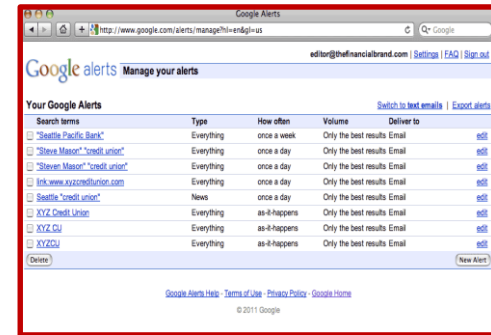 Google Alerts
http://www.google.com/alerts/manage?hl=en&gl=us
Google
editor@thefinancialbrand.com | Settings | FAQ | Sign out
Google alerts Manage your alerts
Your Google Alerts Switch to text emails | Export alerts
Search terms Type How often Volume Deliver to
"Seattle Pacific Bank" Everything once a week Only the best results Email edit
"Steve Mason" "credit union" Everything once a day Only the best results Email edit
"Steven Mason" "credit union" Everything once a day Only the best results Email edit
link:www.xyzcreditunion.com Everything once a day Only the best results Email edit
Seattle "credit union" News once a day Only the best results Email edit
XYZ Credit Union Everything as-it-happens Only the best results Email edit
XYZ CU Everything as-it-happens Only the best results Email edit
XYZCU Everything as-it-happens Only the best results Email edit
Delete New Alert
Google Alerts Help - Terms of Use - Privacy Policy - Google Home
© 2011 Google